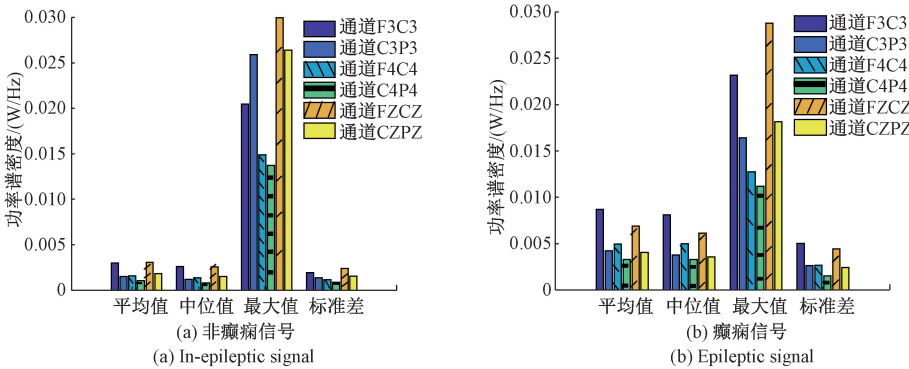 功率谱密度/(W/Hz)
0.030
0.025
0.020
0.015
0.010
0.005
0
通道F3C3
通道C3P3
通道F4C4
通道C4P4
通道FZCZ
通道CZPZ
平均值 中位值 最大值 标准差
(a) 非癫痫信号
(a) In-epileptic signal
功率谱密度/(W/Hz)
0.030
0.025
0.020
0.015
0.010
0.005
0
通道F3C3
通道C3P3
通道F4C4
通道C4P4
通道FZCZ
通道CZPZ
平均值 中位值 最大值 标准差
(b) 癫痫信号
(b) Epileptic signal